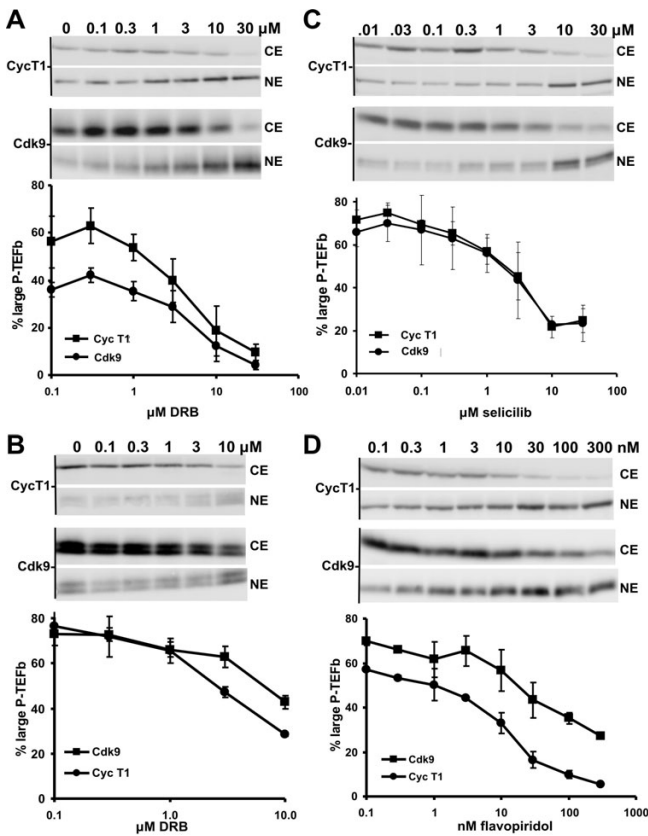 A
0 0.1 0.3 1 3 10 30 µM
CycT1
CE
NE
Cdk9
CE
NE
80
60
40
20
0
% large P-TEFb
Cyc T1
Cdk9
0.1 1 10 100
µM DRB
C
.01 .03 0.1 0.3 1 3 10 30 µM
CycT1
CE
NE
Cdk9
CE
NE
80
60
40
20
0
% large P-TEFb
Cyc T1
Cdk9
0.01 0.1 1 10 100
µM selicilib
B
0 0.1 0.3 1 3 10 µM
CycT1
CE
NE
Cdk9
CE
NE
80
60
40
20
0
% large P-TEFb
Cdk9
Cyc T1
0.1 1.0 10.0
µM DRB
D
0.1 0.3 1 3 10 30 100 300 nM
CycT1
CE
NE
Cdk9
CE
NE
80
60
40
20
0
% large P-TEFb
Cdk9
Cyc T1
0.1 1 10 100 1000
nM flavopiridol